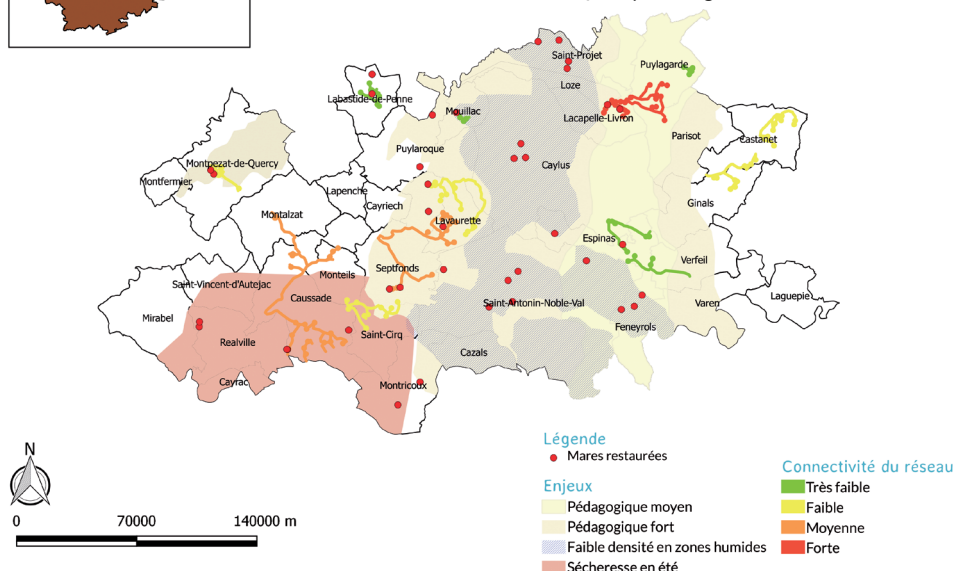 Saint-Projet
Puylagarde
Loze
Labastide-de-Penne
Mouillac
Lacapelle-Livron
Parisot
Castanet
Puylaroque
Montpezat-de-Quercy
Caylus
Montfermier
Lapenche
Cayriech
Ginals
Montalzat
Lavaurette
Espinas
Verfeil
Monteils
Septfonds
Saint-Vincent-d'Autejac
Caussade
Saint-Antonin-Noble-Val
Varen
Laguepie
Mirabel
Feneyrols
Realville
Saint-Cirq
Cazals
Cayrac
Montricoux
N
0 70000 140000 m
Légende
Mares restaurées
Enjeux
Pédagogique moyen
Pédagogique fort
Faible densité en zones humides
Sécheresse en été
Connectivité du réseau
Très faible
Faible
Moyenne
Forte